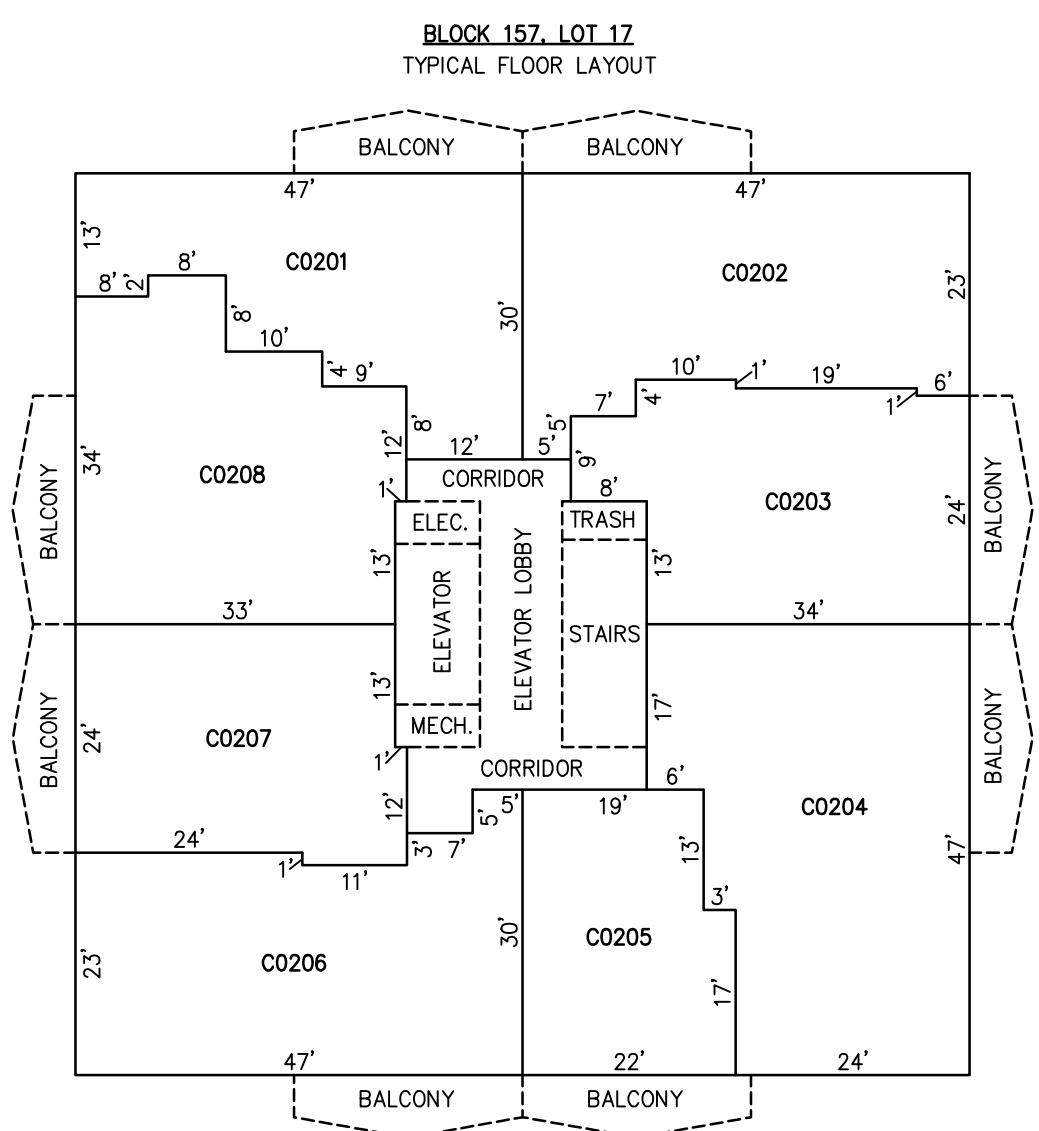 BLOCK 157, LOT 17
TYPICAL FLOOR LAYOUT
BALCONY BALCONY
47' 47'
13'
C0201
8' 8' 2'
C0202
23'
8'
30'
10'
4' 9'
10' 1' 19' 6'
7' 4' 1'
8' 5'
12' 12' 5' 9'
34'
C0208
BALCONY
CORRIDOR
1' 8'
ELEC. TRASH
C0203
24'
BALCONY
13' 13'
ELEVATOR ELEVATOR LOBBY
33' 34'
STAIRS
13' 17'
MECH.
BALCONY
24'
C0207
1'
CORRIDOR
6'
BALCONY
C0204
12' 5' 5' 19'
24' 1' 11' 3' 7'
13'
47'
3'
C0205
30'
C0206
23'
17'
47' 22' 24'
BALCONY BALCONY